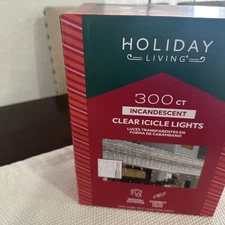 HOLIDAY
LIVING
300 CT
INCANDESCENT
CLEAR ICICLE LIGHTS
LUCES TRANSPARENTES EN
FORMA DE CARÁMBANO